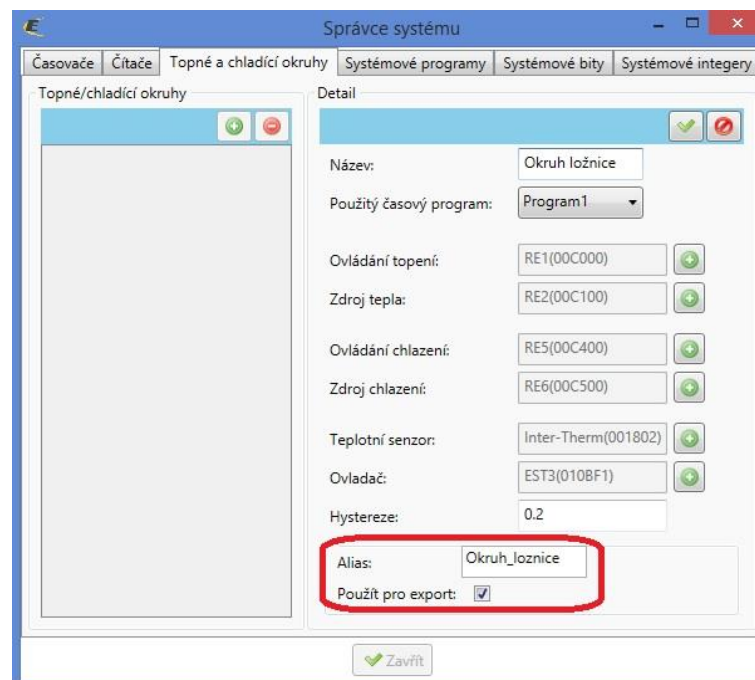 Správce systému
Časovače Čítače Topné a chladící okruhy Systémové programy Systémové bity Systémové integery
Topné/chladící okruhy
Detail
Název: Okruh ložnice
Použitý časový program: Program1
Ovládání topení: RE1(00C000)
Zdroj tepla: RE2(00C100)
Ovládání chlazení: RE5(00C400)
Zdroj chlazení: RE6(00C500)
Teplotní senzor: Inter-Therm(001802)
Ovladač: EST3(010BF1)
Hystereze: 0.2
Alias: Okruh_loznice
Použít pro export:
Zavřít